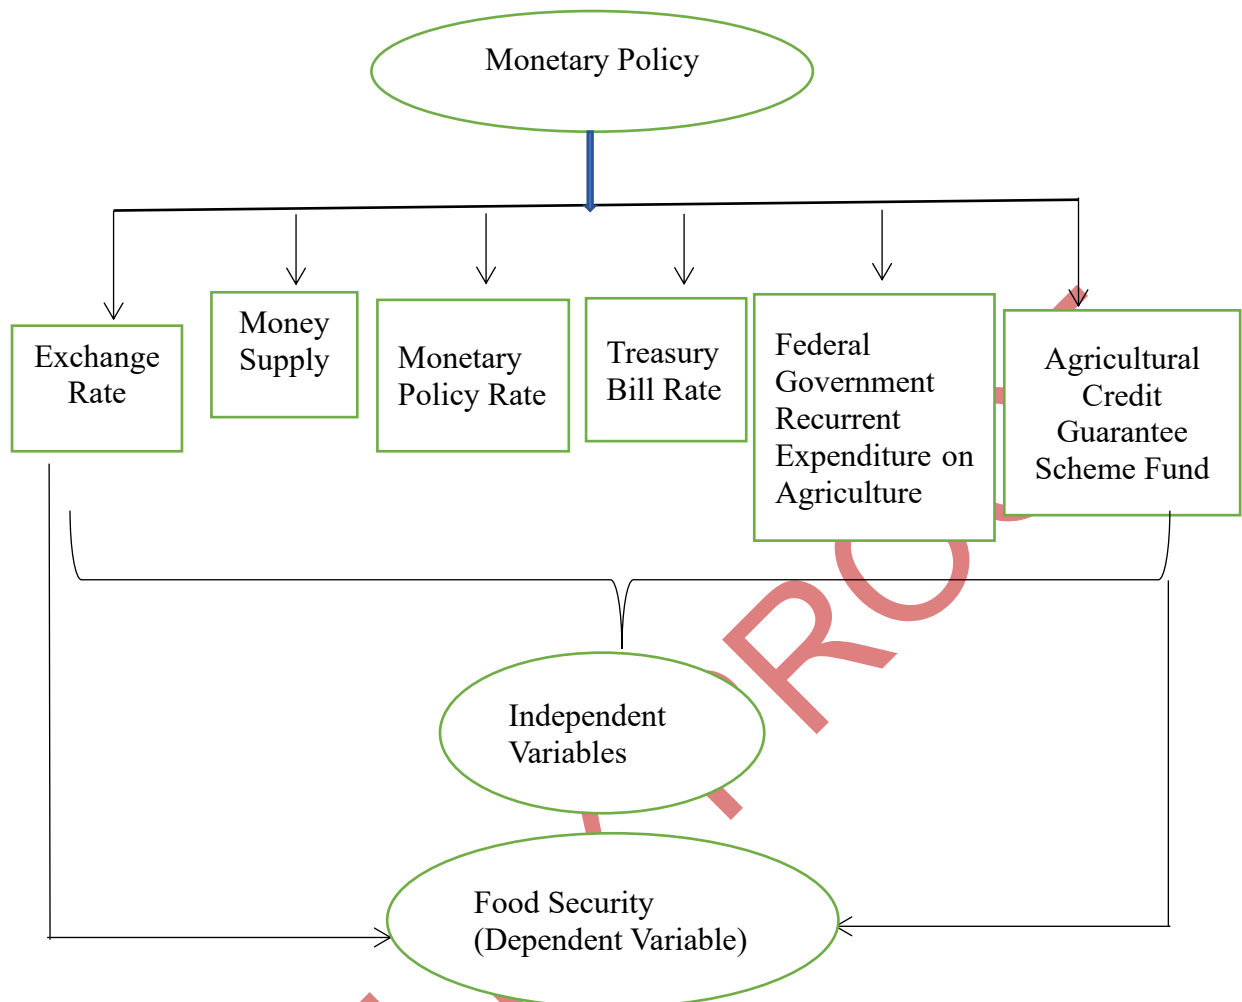 Monetary Policy
Exchange
Rate
Money
Supply
Monetary
Policy Rate
Treasury
Bill Rate
Federal
Government
Recurrent
Expenditure on
Agriculture
Agricultural
Credit
Guarantee
Scheme Fund
Independent
Variables
Food Security
(Dependent Variable)